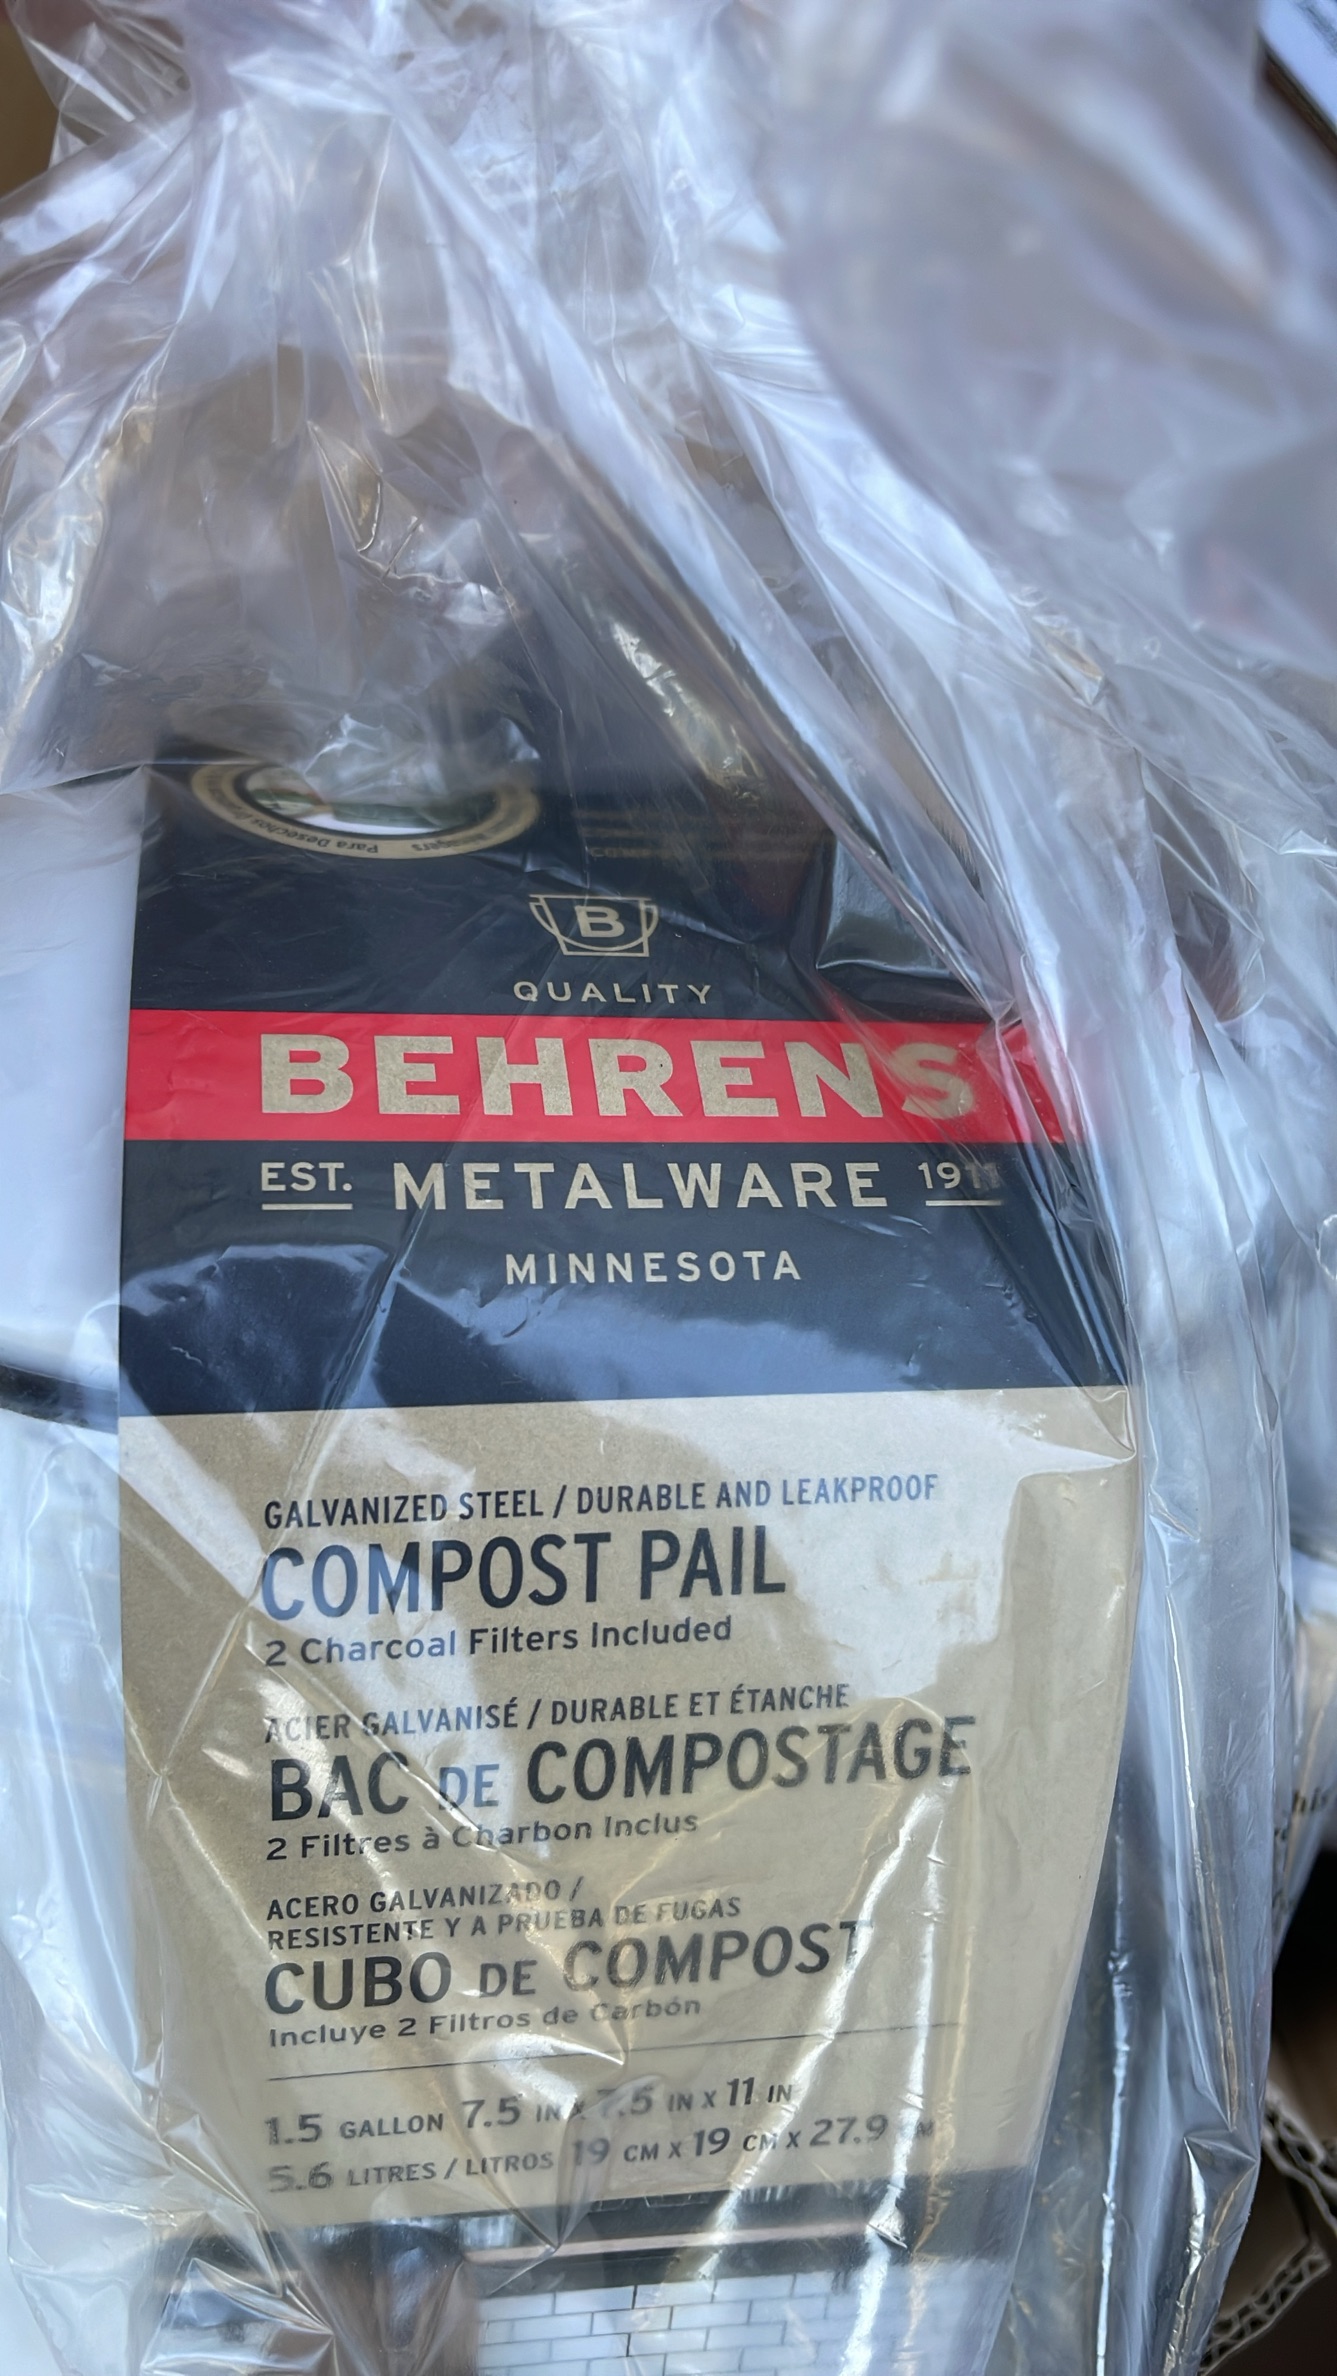 Para Desechos
B
QUALITY
BEHRENS
EST. METALWARE 1911
MINNESOTA
GALVANIZED STEEL / DURABLE AND LEAKPROOF
COMPOST PAIL
2 Charcoal Filters Included
ACIER GALVANISÉ / DURABLE ET ÉTANCHE
BAC DE COMPOSTAGE
2 Filtres à Charbon Inclus
ACERO GALVANIZADO /
RESISTENTE Y A PRUEBA DE FUGAS
CUBO DE COMPOST
Incluye 2 Filtros de Carbón
1.5 GALLON 7.5 IN X 7.5 IN X 11 IN
5.6 LITRES / LITROS 19 CM X 19 CM X 27.9 CM